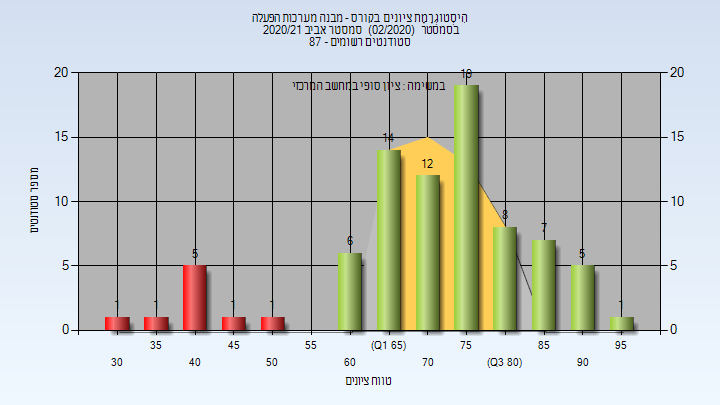 היסטוגרמת ציונים בקורס - מבנה מערכות הפעלה
בסמסטר (02/2020) סמסטר אביב 2020/21
סטודנטים רשומים - 87
במשימה : ציון סופי במחשב המרכזי
20 20
15 15
10 10
5 5
0 0
מספר סטודנטים
1 1 5 1 1 6 14 12 19 8 7 5 1
35 45 55 (Q1 65) 75 85 95
30 40 50 60 70 (Q3 80) 90
טווח ציונים